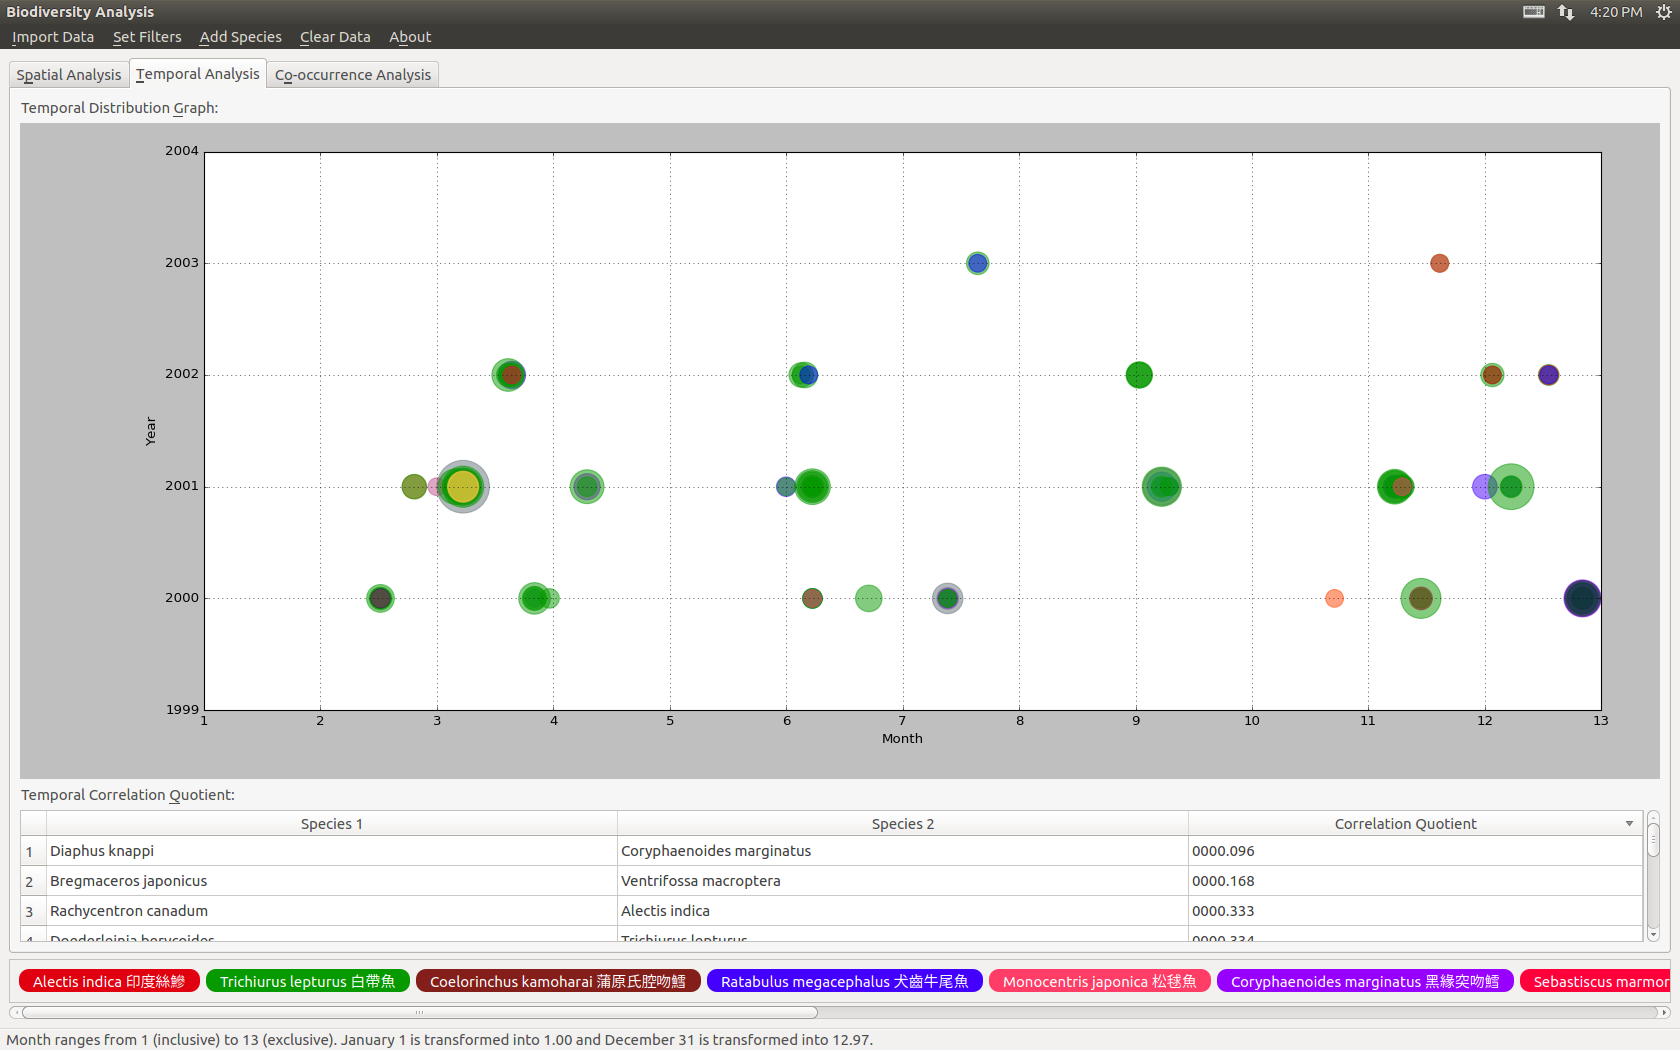 Biodiversity Analysis 4:20 PM
Import Data Set Filters Add Species Clear Data About
Spatial Analysis Temporal Analysis Co-occurrence Analysis
Temporal Distribution Graph:
2004
2003
2002
Year
2001
2000
1999
1 2 3 4 5 6 7 8 9 10 11 12 13
Month
Temporal Correlation Quotient:
Species 1 Species 2 Correlation Quotient
1 Diaphus knappi Coryphaenoides marginatus 0000.096
2 Bregmaceros japonicus Ventrifossa macroptera 0000.168
3 Rachycentron canadum Alectis indica 0000.333
4 Doederleinia berycoides Trichiurus lepturus 0000.334
Alectis indica 印度絲鰺 Trichiurus lepturus 白帶魚 Coelorinchus kamoharai 蒲原氏腔吻鱈 Ratabulus megacephalus 犬齒牛尾魚 Monocentris japonica 松毬魚 Coryphaenoides marginatus 黑緣突吻鱈 Sebastiscus marmor
Month ranges from 1 (inclusive) to 13 (exclusive). January 1 is transformed into 1.00 and December 31 is transformed into 12.97.